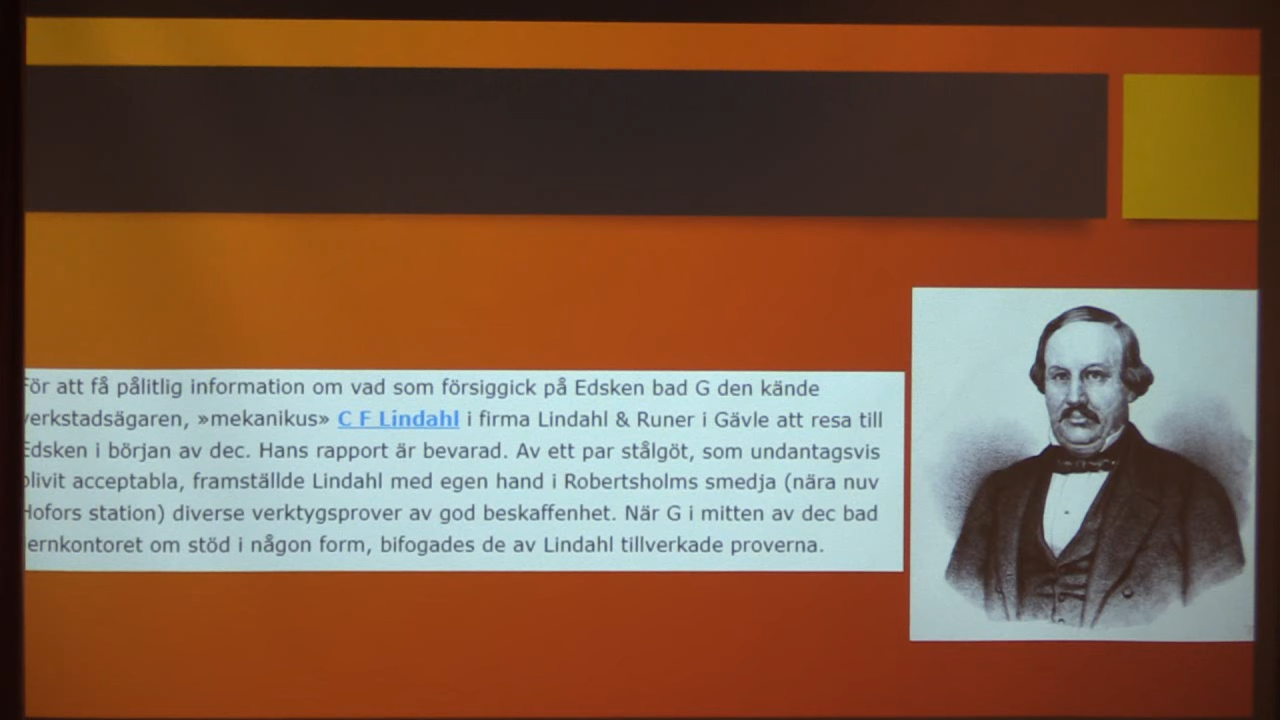 För att få pålitlig information om vad som försiggick på Edsken bad G den kände
verkstadsägaren, »mekanikus» C F Lindahl i firma Lindahl & Runer i Gävle att resa till
Edsken i början av dec. Hans rapport är bevarad. Av ett par stålgöt, som undantagsvis
blivit acceptabla, framställde Lindahl med egen hand i Robertsholms smedja (nära nuv
Hofors station) diverse verktygsprover av god beskaffenhet. När G i mitten av dec bad
Jernkontoret om stöd i någon form, bifogades de av Lindahl tillverkade proverna.